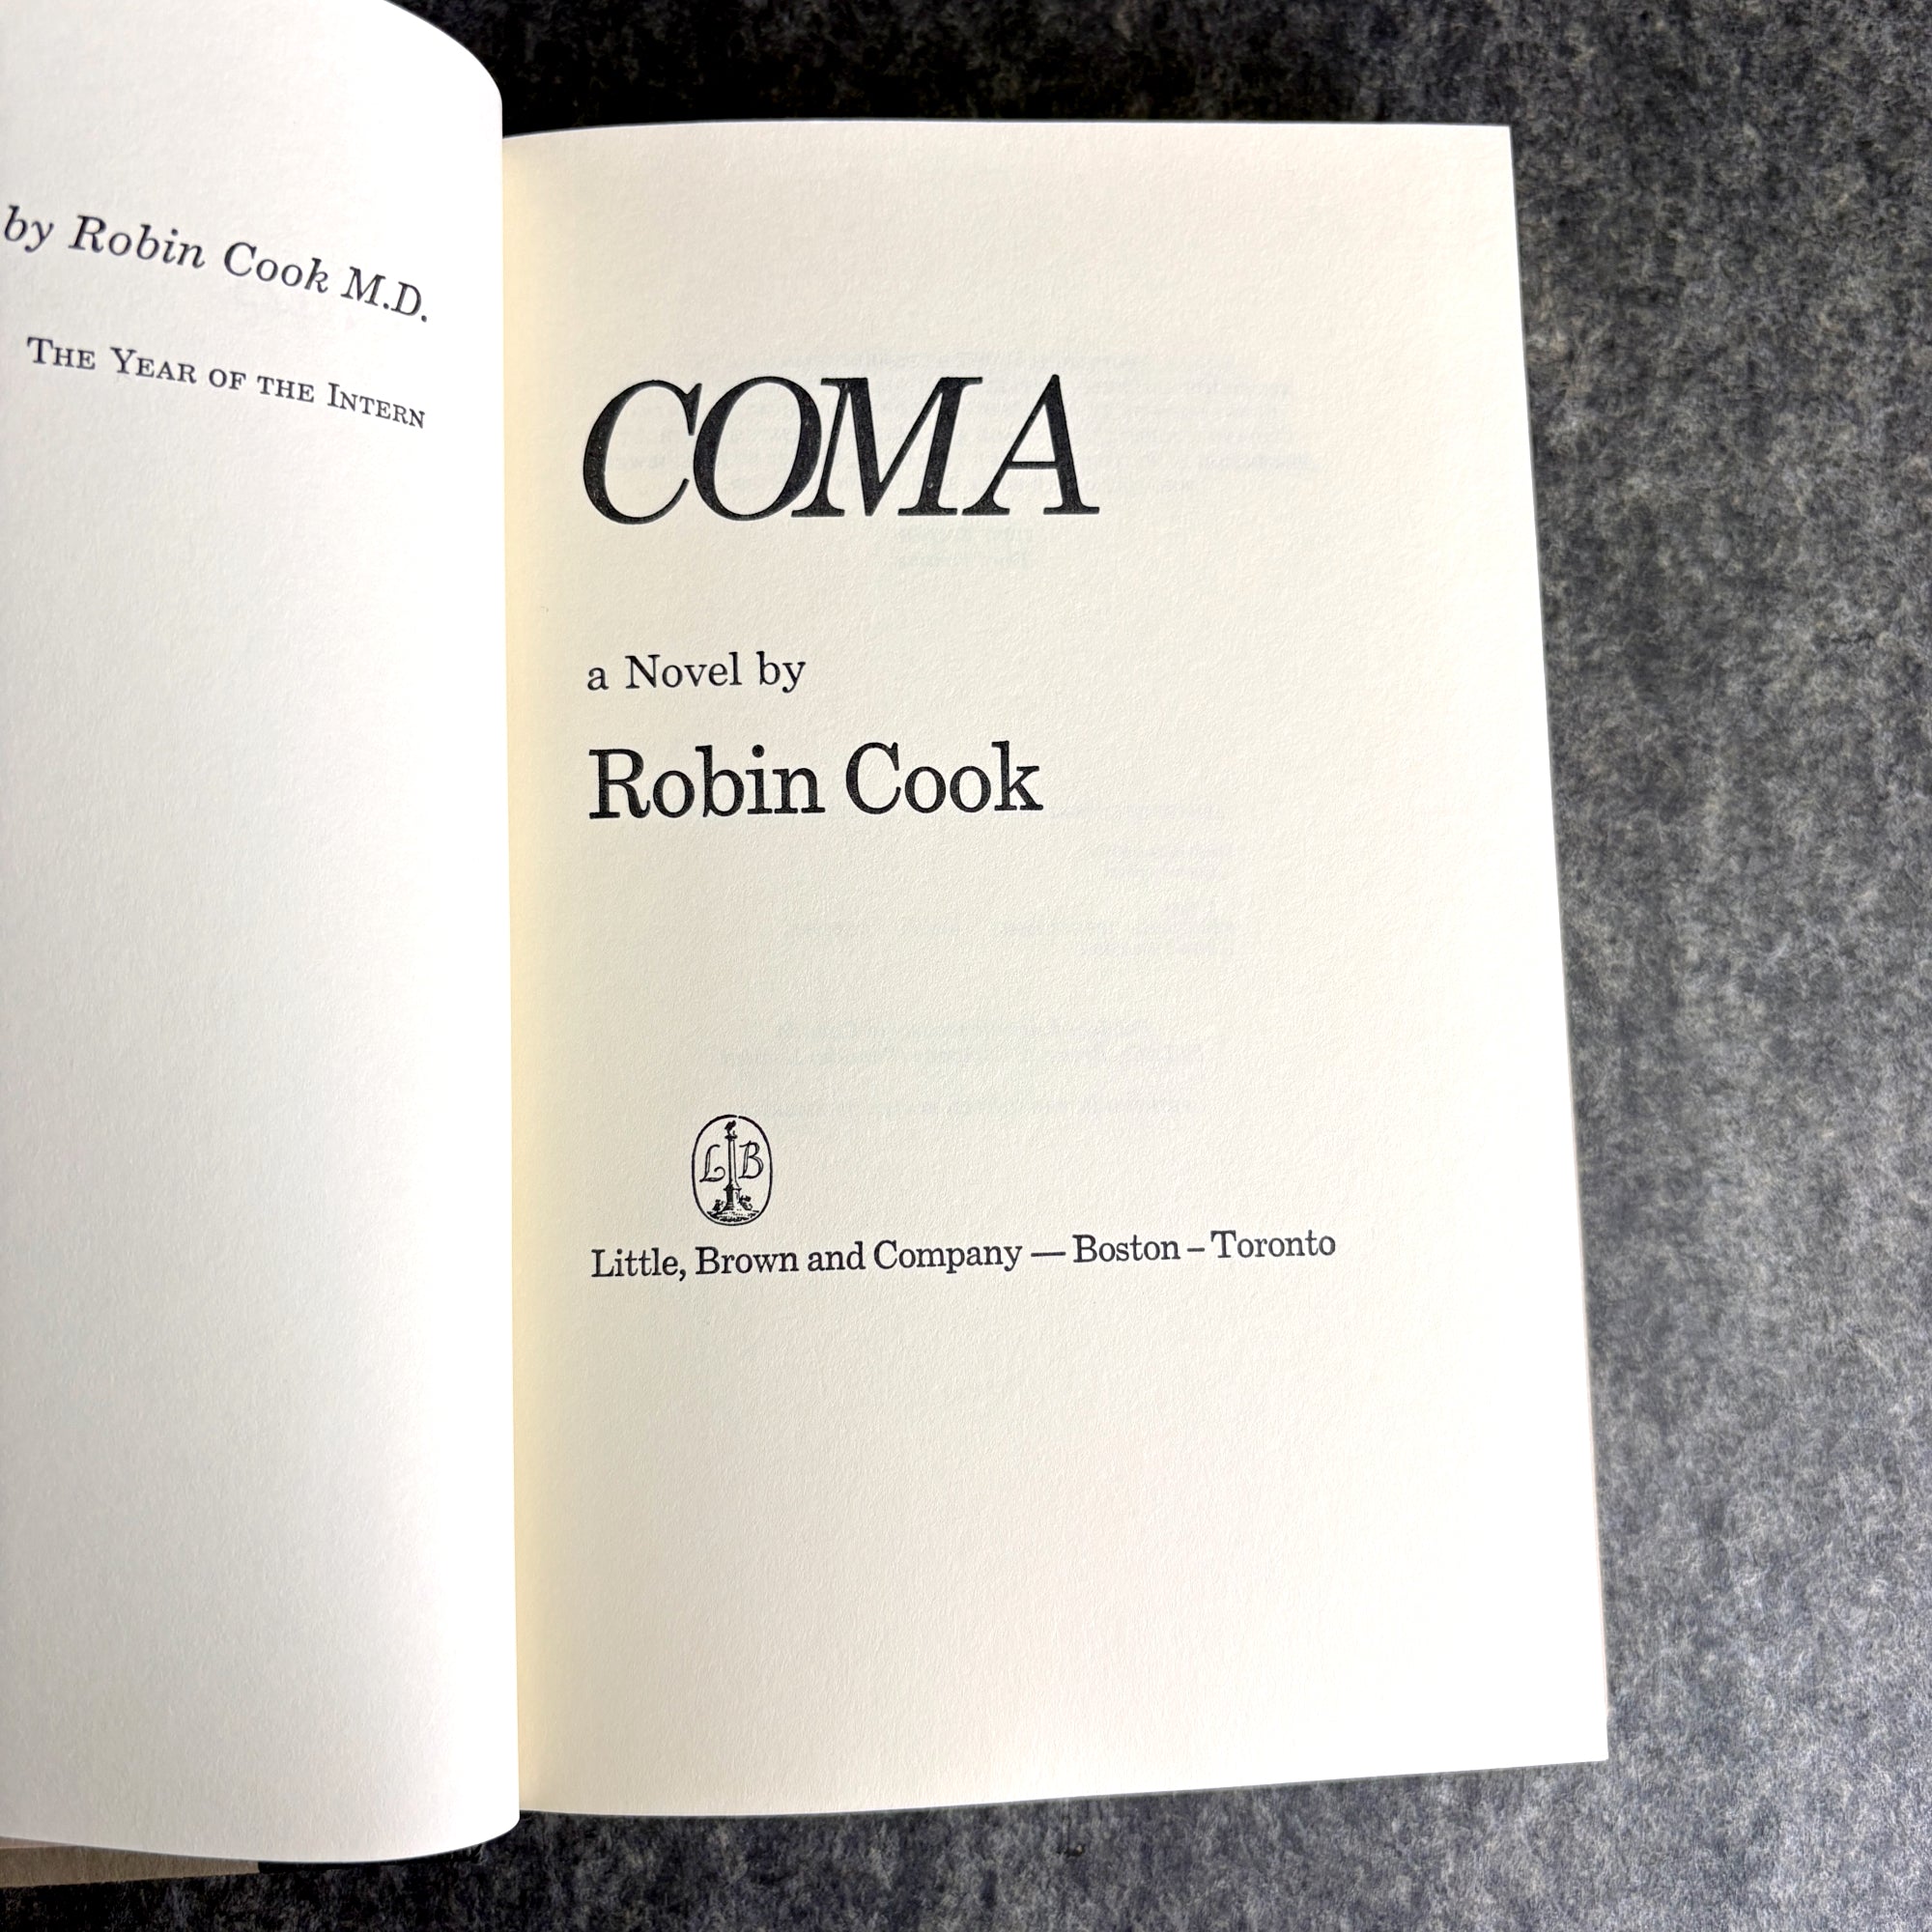 by Robin Cook M.D.
THE YEAR OF THE INTERN
COMA
a Novel by
Robin Cook
L B
Little, Brown and Company — Boston – Toronto